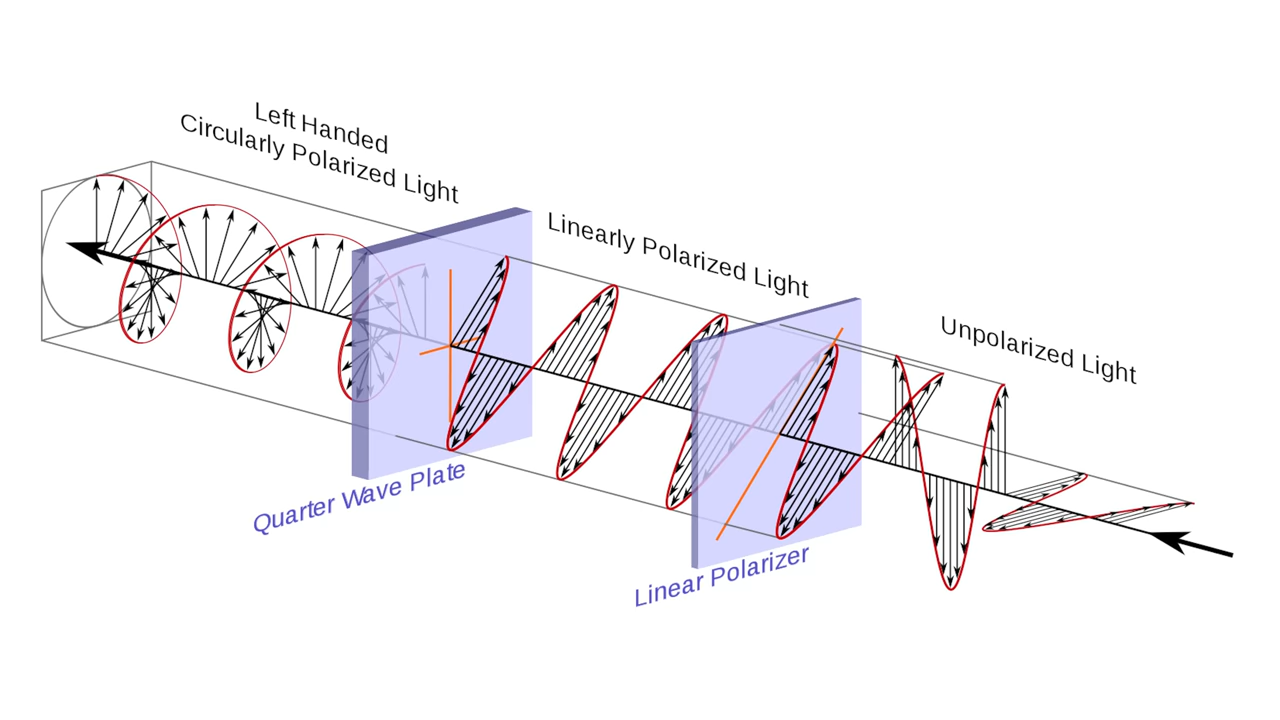 Left Handed
Circularly Polarized Light
Linearly Polarized Light
Unpolarized Light
Quarter Wave Plate
Linear Polarizer